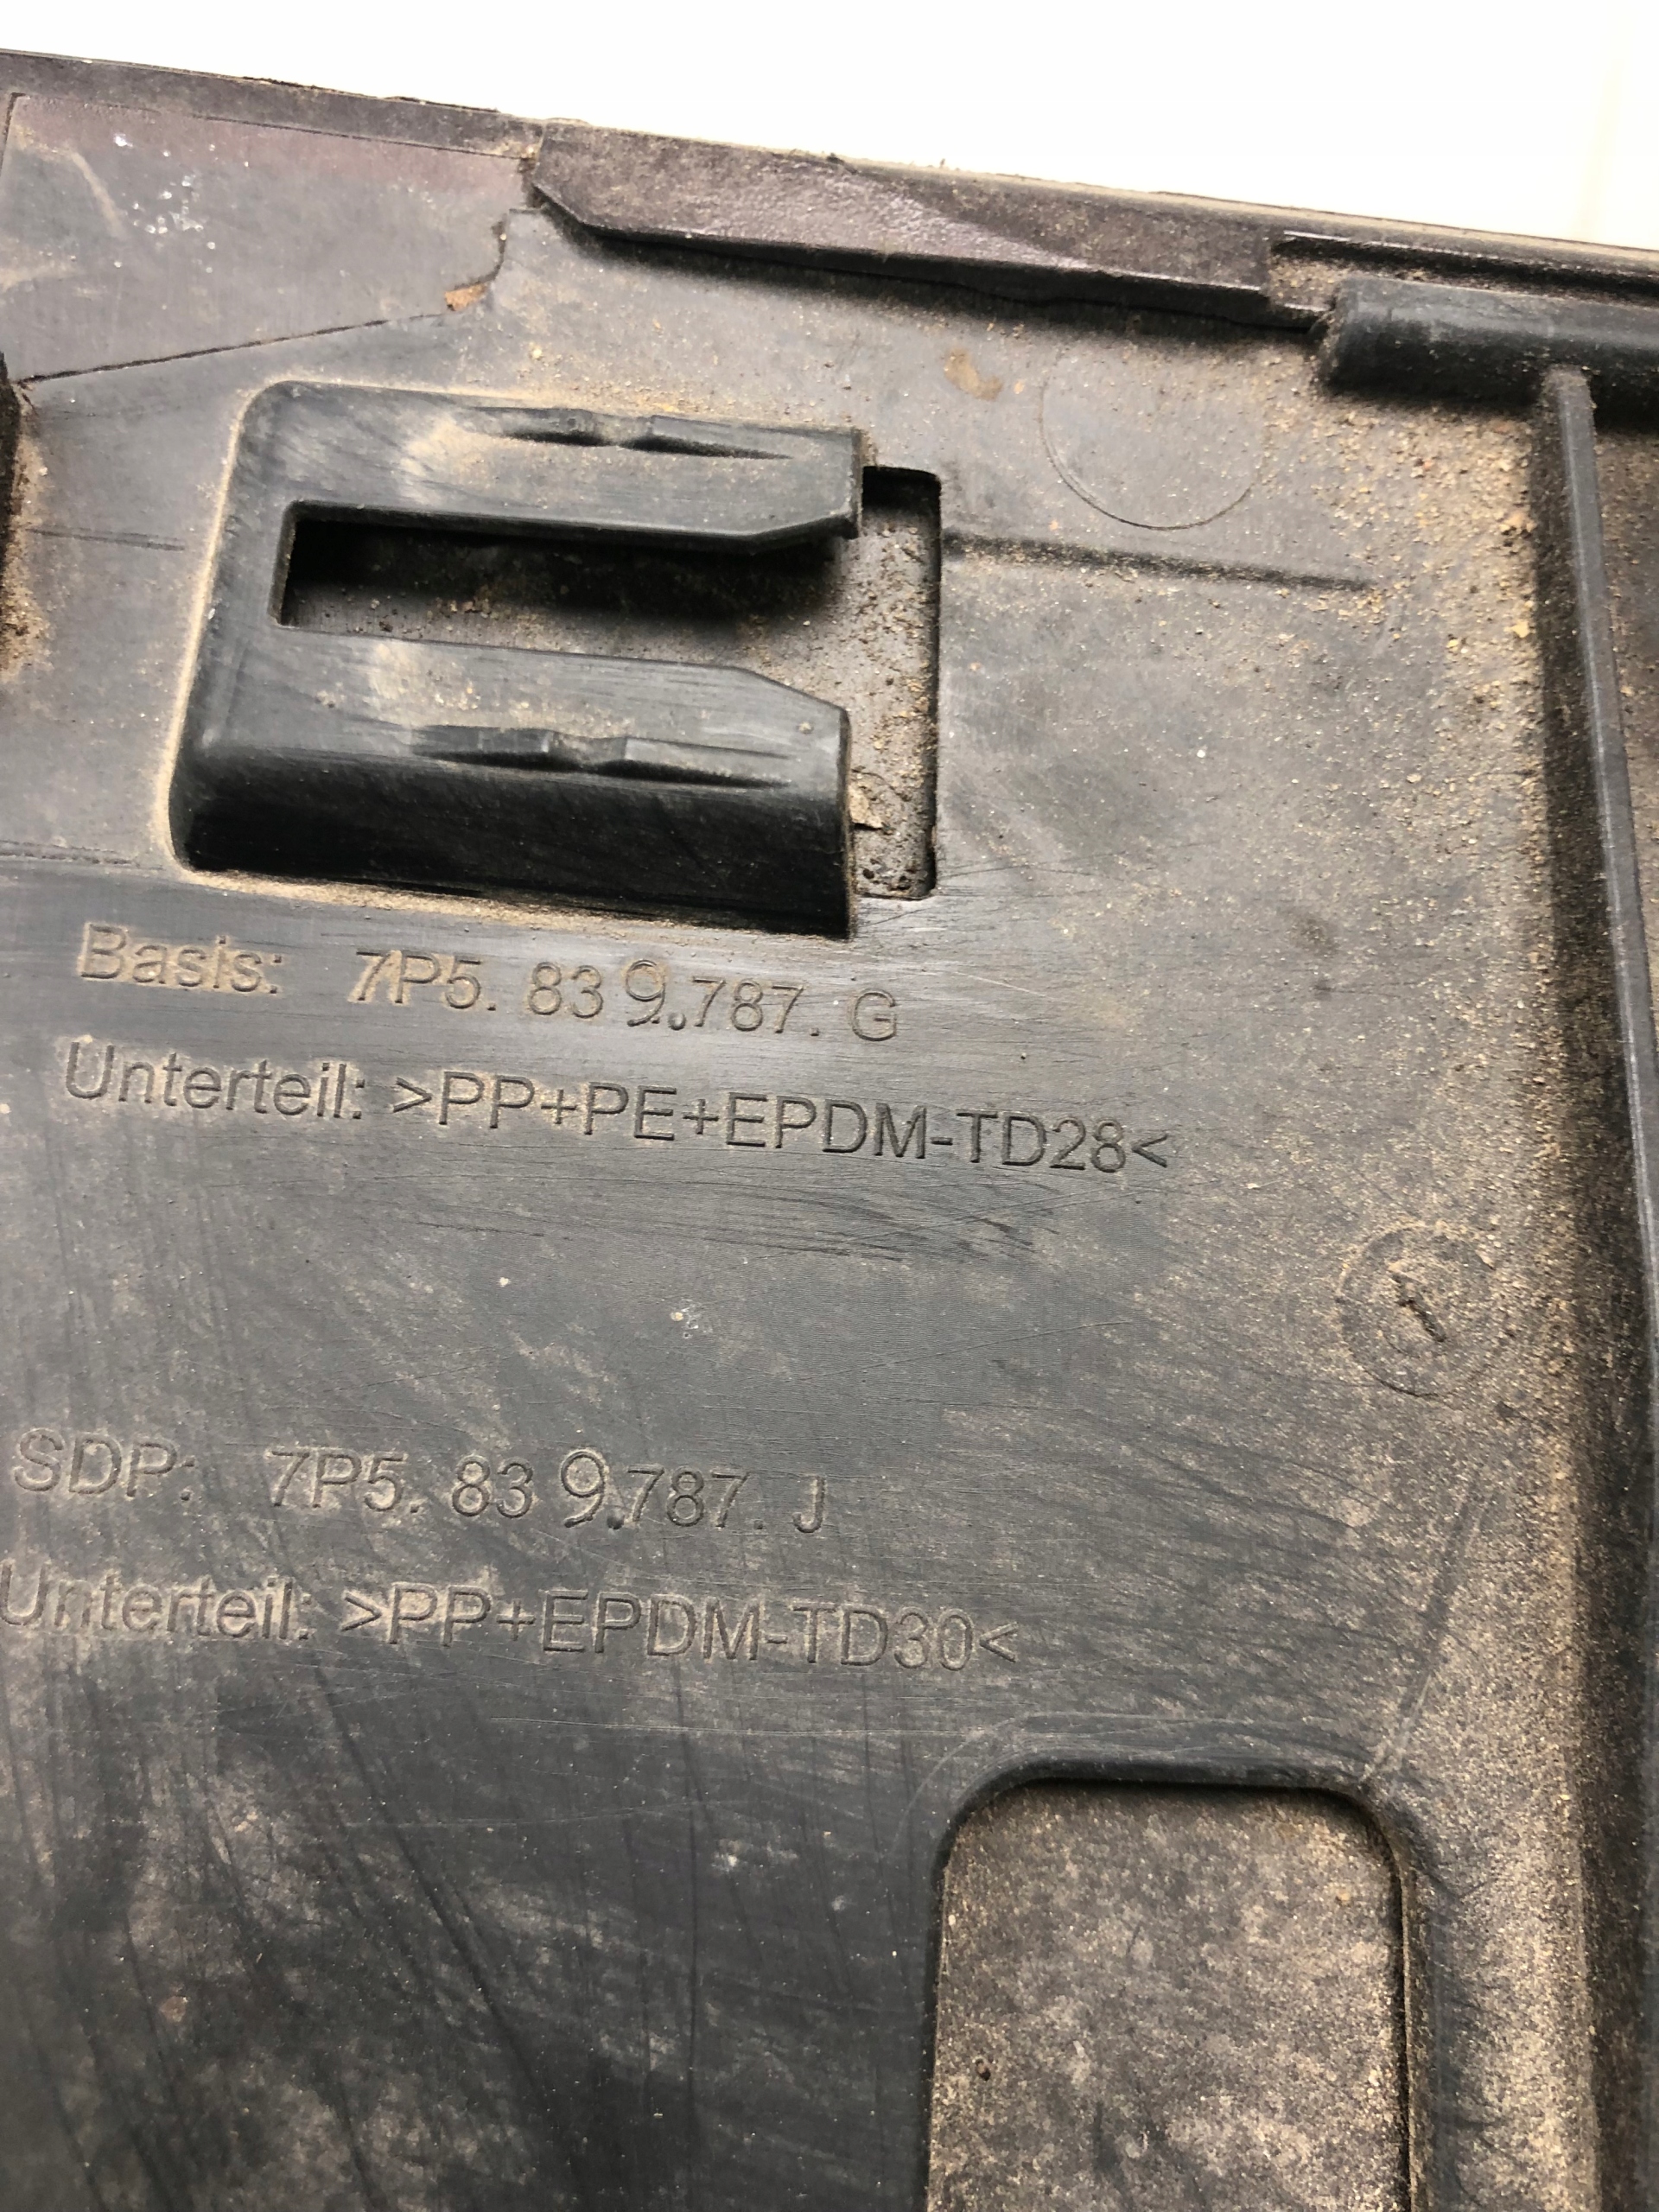 Basis: 7P5. 839.787. G
Unterteil: >PP+PE+EPDM-TD28<
SDP: 7P5. 839.787. J
Unterteil: >PP+EPDM-TD30<